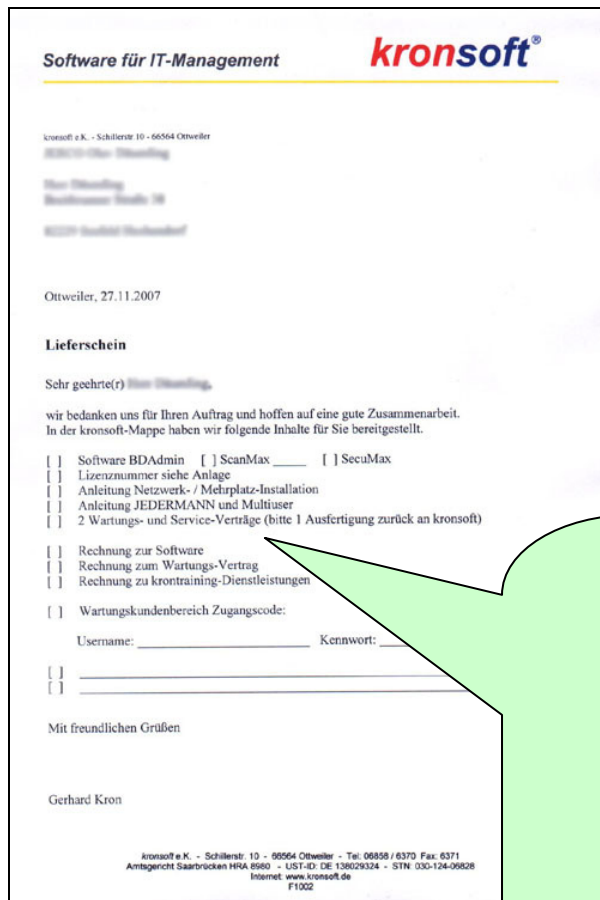 Software für IT-Management
kronsoft®
kronsoft e.K. - Schillerstr. 10 - 66564 Ottweiler
Ottweiler, 27.11.2007
Lieferschein
Sehr geehrte(r)
wir bedanken uns für Ihren Auftrag und hoffen auf eine gute Zusammenarbeit.
In der kronsoft-Mappe haben wir folgende Inhalte für Sie bereitgestellt.
[ ] Software BDAdmin [ ] ScanMax _____ [ ] SecuMax
[ ] Lizenznummer siehe Anlage
[ ] Anleitung Netzwerk- / Mehrplatz-Installation
[ ] Anleitung JEDERMANN und Multiuser
[ ] 2 Wartungs- und Service-Verträge (bitte 1 Ausfertigung zurück an kronsoft)
[ ] Rechnung zur Software
[ ] Rechnung zum Wartungs-Vertrag
[ ] Rechnung zu krontraining-Dienstleistungen
[ ] Wartungskundenbereich Zugangscode:
Username: __________ Kennwort: _____
[ ] __________
[ ] __________
Mit freundlichen Grüßen
Gerhard Kron
kronsoft e.K. - Schillerstr. 10 - 66564 Ottweiler - Tel: 06858 / 6370 Fax: 6371
Amtsgericht Saarbrücken HRA 8960 - UST-ID: DE 138029324 - STN: 030-124-06828
Internet: www.kronsoft.de
F1002